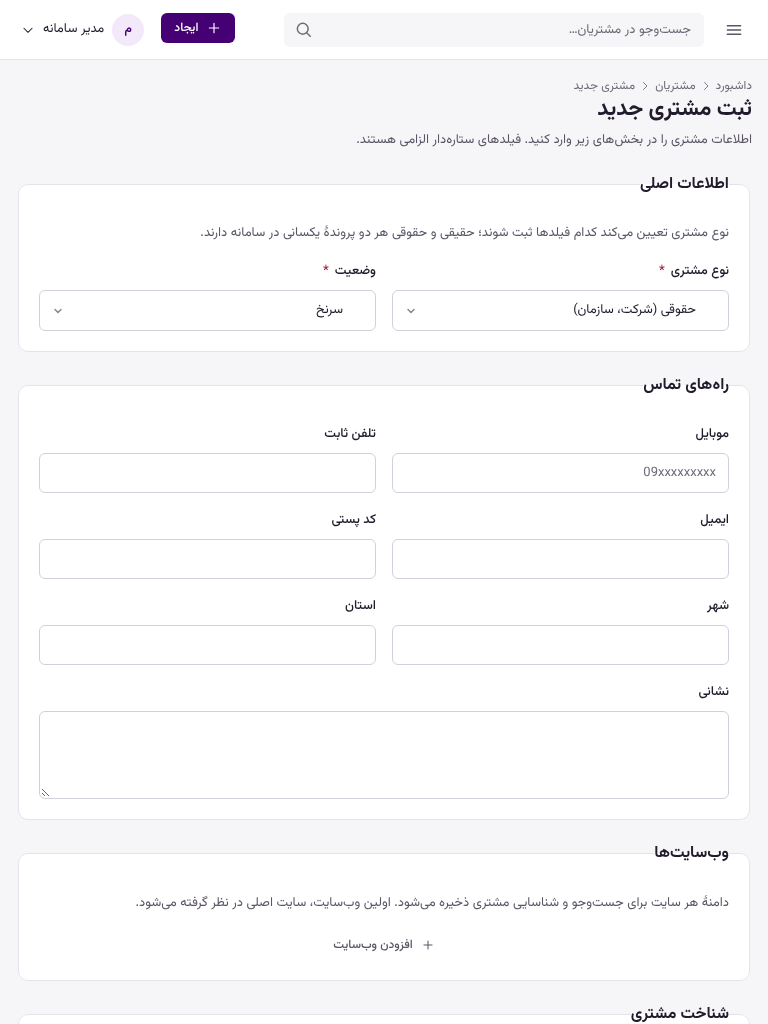 جست‌وجو در مشتریان...
ایجاد
م
مدیر سامانه
داشبورد
مشتریان
مشتری جدید
ثبت مشتری جدید
اطلاعات مشتری را در بخش‌های زیر وارد کنید. فیلدهای ستاره‌دار الزامی هستند.
اطلاعات اصلی
نوع مشتری تعیین می‌کند کدام فیلدها ثبت شوند؛ حقیقی و حقوقی هر دو پروندهٔ یکسانی در سامانه دارند.
نوع مشتری *
وضعیت *
حقوقی (شرکت، سازمان)
سرنخ
راه‌های تماس
موبایل
تلفن ثابت
09xxxxxxxxx
ایمیل
کد پستی
شهر
استان
نشانی
وب‌سایت‌ها
دامنهٔ هر سایت برای جست‌وجو و شناسایی مشتری ذخیره می‌شود. اولین وب‌سایت، سایت اصلی در نظر گرفته می‌شود.
افزودن وب‌سایت
شناخت مشتری